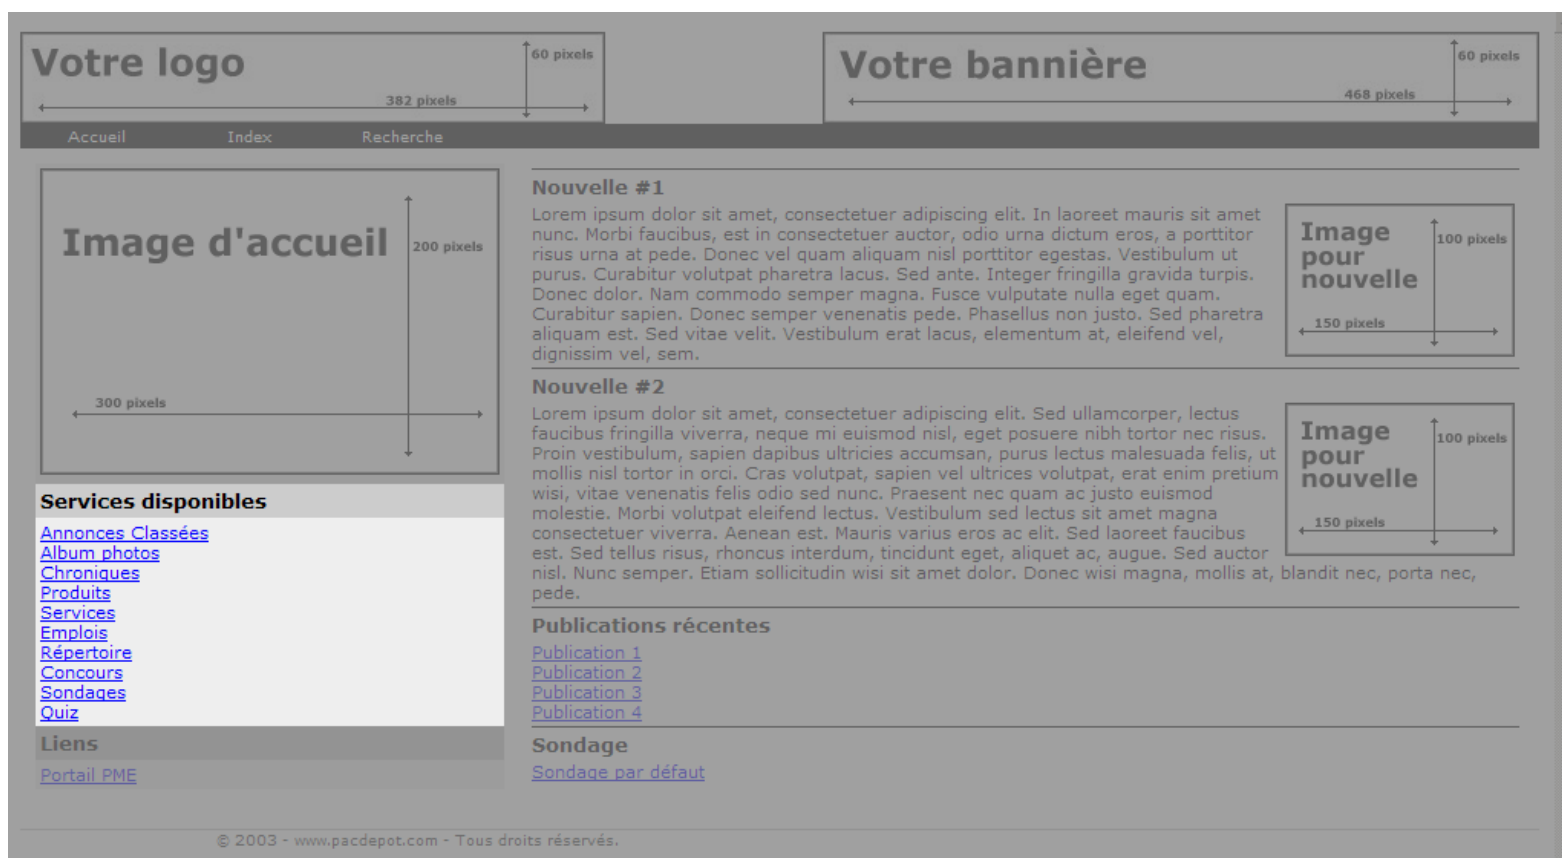 Votre logo
60 pixels
382 pixels
Votre bannière
60 pixels
468 pixels
Accueil Index Recherche
Image d'accueil
200 pixels
300 pixels
Services disponibles
Annonces Classées
Album photos
Chroniques
Produits
Services
Emplois
Répertoire
Concours
Sondages
Quiz
Liens
Portail PME
Nouvelle #1
Lorem ipsum dolor sit amet, consectetuer adipiscing elit. In laoreet mauris sit amet
nunc. Morbi faucibus, est in consectetuer auctor, odio urna dictum eros, a porttitor
risus urna at pede. Donec vel quam aliquam nisl porttitor egestas. Vestibulum ut
purus. Curabitur volutpat pharetra lacus. Sed ante. Integer fringilla gravida turpis.
Donec dolor. Nam commodo semper magna. Fusce vulputate nulla eget quam.
Curabitur sapien. Donec semper venenatis pede. Phasellus non justo. Sed pharetra
aliquam est. Sed vitae velit. Vestibulum erat lacus, elementum at, eleifend vel,
dignissim vel, sem.
Image
pour
nouvelle
100 pixels
150 pixels
Nouvelle #2
Lorem ipsum dolor sit amet, consectetuer adipiscing elit. Sed ullamcorper, lectus
faucibus fringilla viverra, neque mi euismod nisl, eget posuere nibh tortor nec risus.
Proin vestibulum, sapien dapibus ultricies accumsan, purus lectus malesuada felis, ut
mollis nisl tortor in orci. Cras volutpat, sapien vel ultrices volutpat, erat enim pretium
wisi, vitae venenatis felis odio sed nunc. Praesent nec quam ac justo euismod
molestie. Morbi volutpat eleifend lectus. Vestibulum sed lectus sit amet magna
consectetuer viverra. Aenean est. Mauris varius eros ac elit. Sed laoreet faucibus
est. Sed tellus risus, rhoncus interdum, tincidunt eget, aliquet ac, augue. Sed auctor
nisl. Nunc semper. Etiam sollicitudin wisi sit amet dolor. Donec wisi magna, mollis at, blandit nec, porta nec,
pede.
Image
pour
nouvelle
100 pixels
150 pixels
Publications récentes
Publication 1
Publication 2
Publication 3
Publication 4
Sondage
Sondage par défaut
© 2003 - www.pacdepot.com - Tous droits réservés.